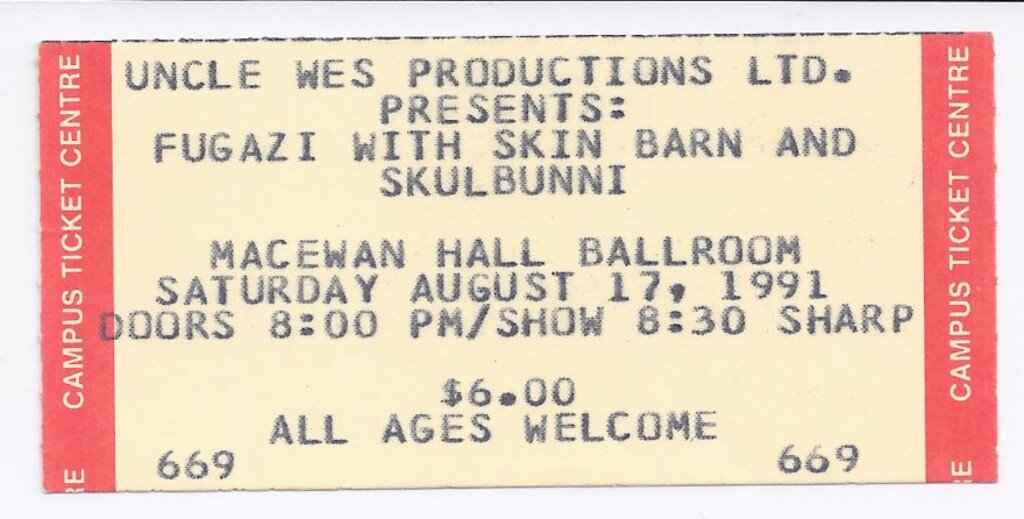 UNCLE WES PRODUCTIONS LTD.
PRESENTS:
FUGAZI WITH SKIN BARN AND
SKULBUNNI
MACEWAN HALL BALLROOM
SATURDAY AUGUST 17, 1991
DOORS 8:00 PM/SHOW 8:30 SHARP
$6.00
ALL AGES WELCOME
669
669
CAMPUS TICKET CENTRE
RE
CAMPUS TICKET CENTRE
RE